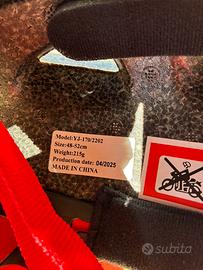 Model:YJ-170/2202
Size:48-52cm
Weight:215g
Production date: 04/2025
MADE IN CHINA
subito